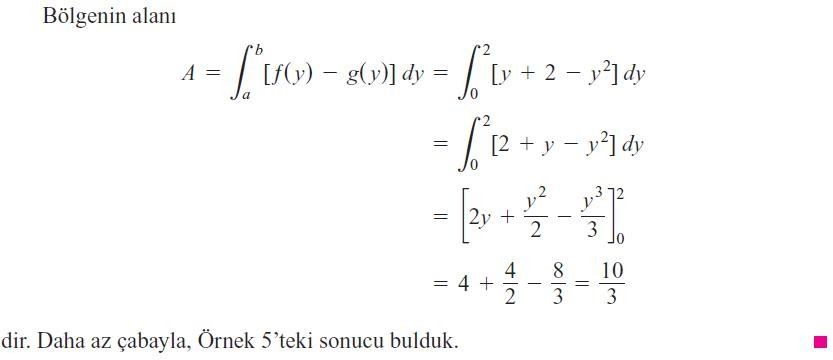 Bölgenin alanı
A = ∫_a^b [f(y) − g(y)] dy = ∫_0^2 [y + 2 − y²] dy
= ∫_0^2 [2 + y − y²] dy
= [2y + y²/2 − y³/3]_0^2
= 4 + 4/2 − 8/3 = 10/3
dir. Daha az çabayla, Örnek 5’teki sonucu bulduk.